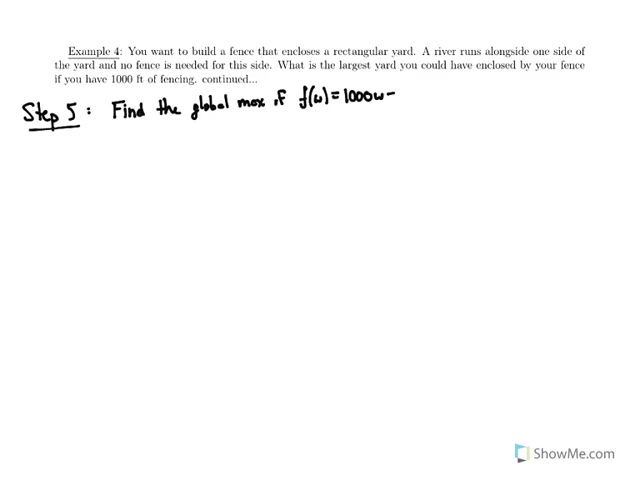 Example 4: You want to build a fence that encloses a rectangular yard. A river runs alongside one side of
the yard and no fence is needed for this side. What is the largest yard you could have enclosed by your fence
if you have 1000 ft of fencing. continued...
Step 5: Find the global max if f(w)=1000w-
ShowMe.com